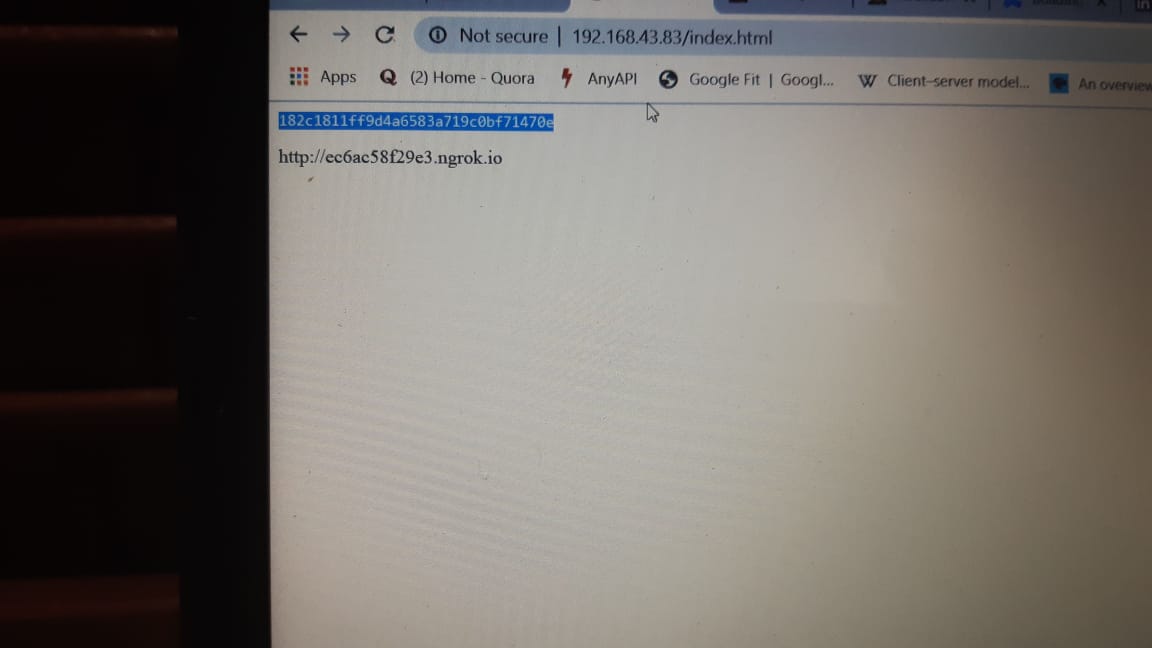 Not secure | 192.168.43.83/index.html
Apps (2) Home - Quora AnyAPI Google Fit | Googl... Client–server model... An overview
182c1811ff9d4a6583a719c0bf71470e
http://ec6ac58f29e3.ngrok.io